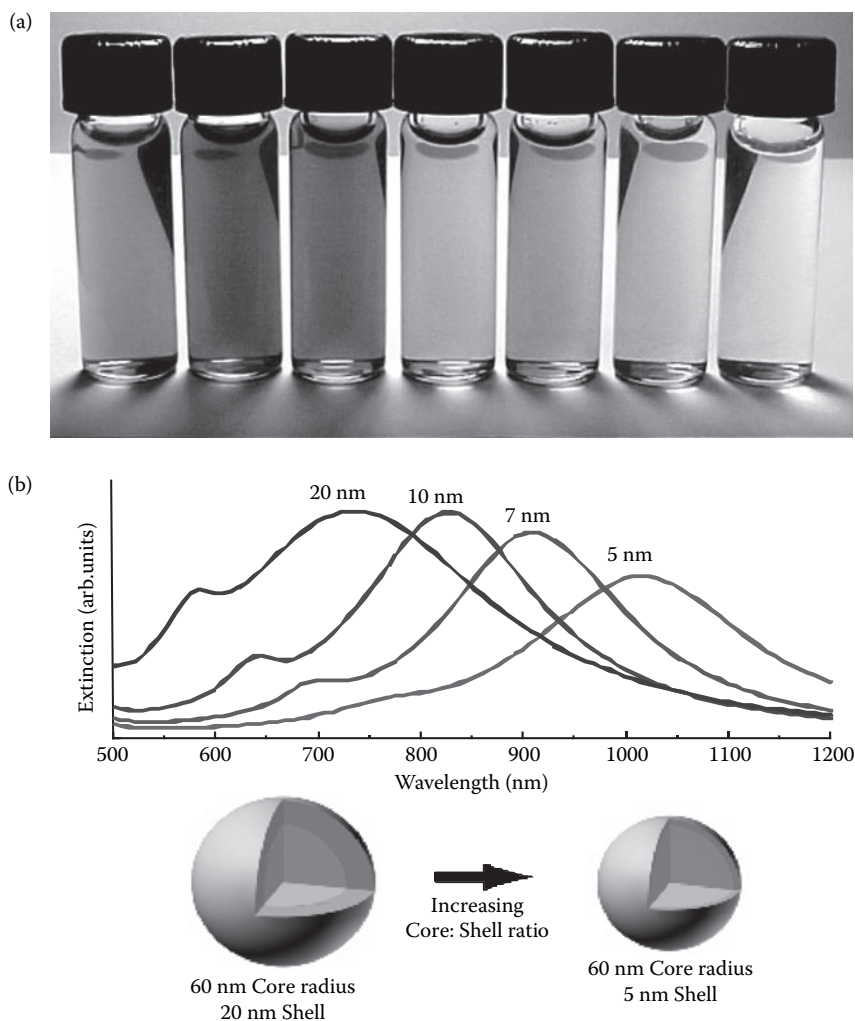 (a)
(b)
20 nm
10 nm
7 nm
5 nm
Extinction (arb.units)
500
600
700
800
900
1000
1100
1200
Wavelength (nm)
Increasing
Core: Shell ratio
60 nm Core radius
20 nm Shell
60 nm Core radius
5 nm Shell